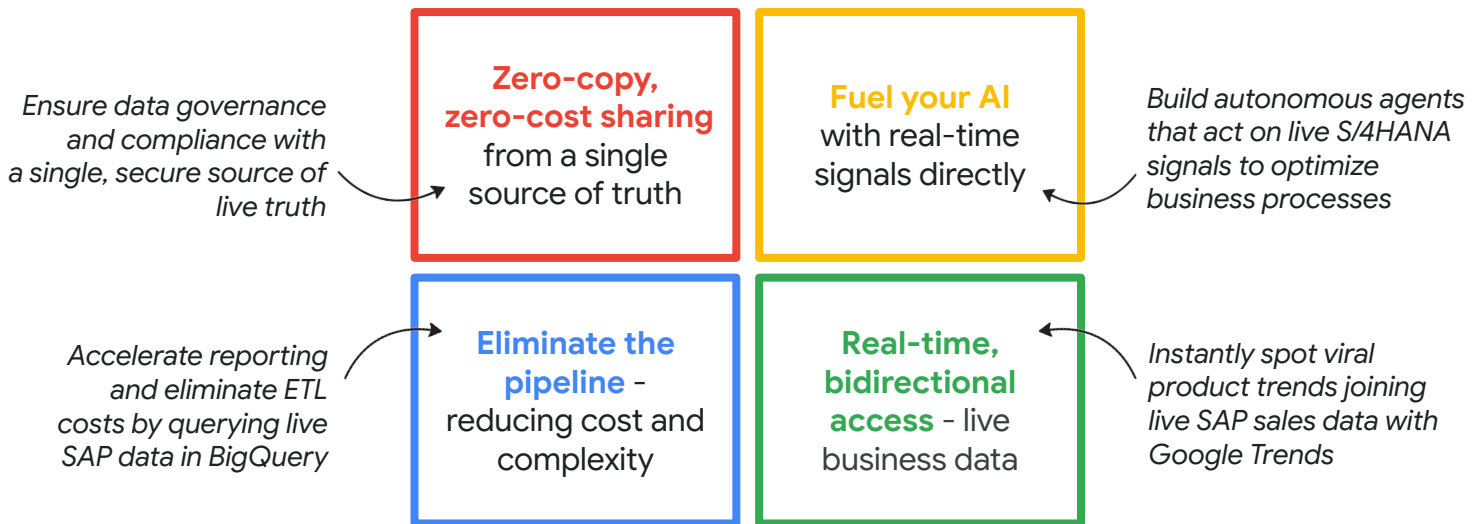 Ensure data governance
and compliance with
a single, secure source of
live truth
Zero-copy,
zero-cost sharing
from a single
source of truth
Fuel your AI
with real-time
signals directly
Build autonomous agents
that act on live S/4HANA
signals to optimize
business processes
Accelerate reporting
and eliminate ETL
costs by querying live
SAP data in BigQuery
Eliminate the
pipeline -
reducing cost and
complexity
Real-time,
bidirectional
access - live
business data
Instantly spot viral
product trends joining
live SAP sales data with
Google Trends